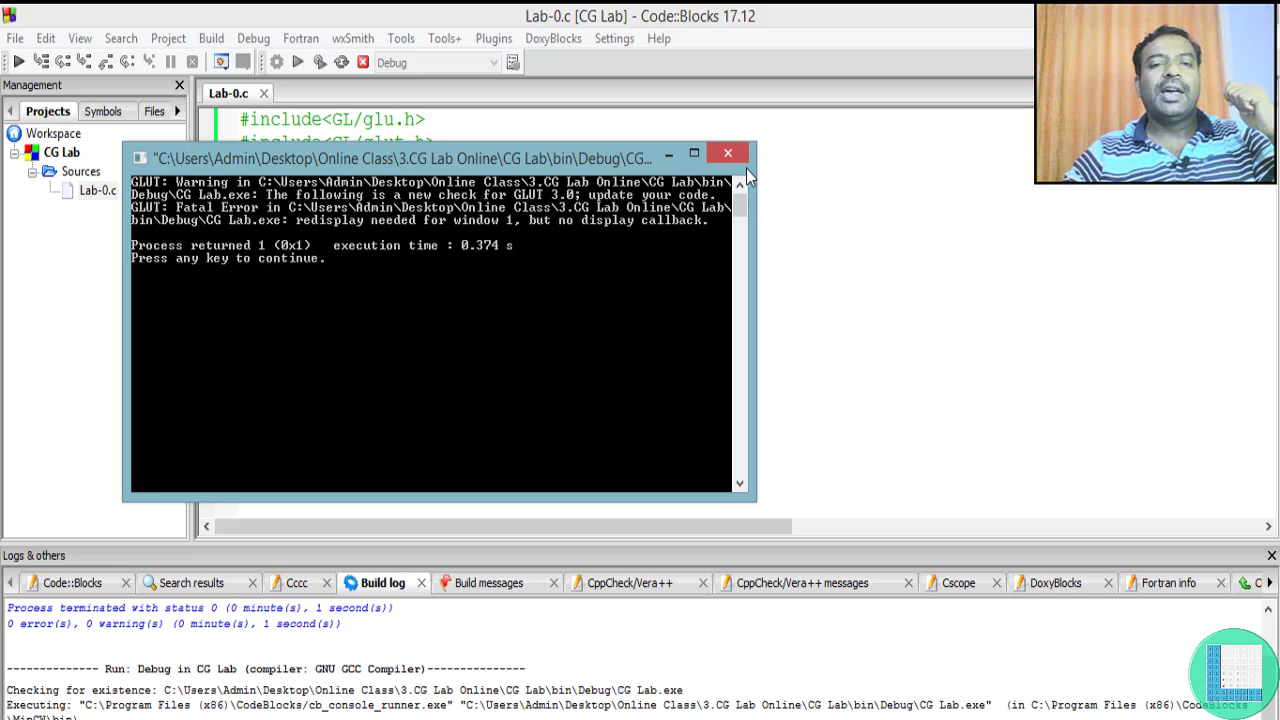 Lab-0.c [CG Lab] - Code::Blocks 17.12
File Edit View Search Project Build Debug Fortran wxSmith Tools Tools+ Plugins DoxyBlocks Settings Help
Debug
Management
Projects Symbols Files
Workspace
CG Lab
Sources
Lab-0.c
Lab-0.c
#include<GL/glu.h>
#include<GL/glut.h>
"C:\Users\Admin\Desktop\Online Class\3.CG Lab Online\CG Lab\bin\Debug\CG...
GLUT: Warning in C:\Users\Admin\Desktop\Online Class\3.CG Lab Online\CG Lab\bin\
Debug\CG Lab.exe: The following is a new check for GLUT 3.0; update your code.
GLUT: Fatal Error in C:\Users\Admin\Desktop\Online Class\3.CG Lab Online\CG Lab\
bin\Debug\CG Lab.exe: redisplay needed for window 1, but no display callback.
Process returned 1 (0x1) execution time : 0.374 s
Press any key to continue.
Logs & others
Code::Blocks Search results Cccc Build log Build messages CppCheck/Vera++ CppCheck/Vera++ messages Cscope DoxyBlocks Fortran info
Process terminated with status 0 (0 minute(s), 1 second(s))
0 error(s), 0 warning(s) (0 minute(s), 1 second(s))
-------------- Run: Debug in CG Lab (compiler: GNU GCC Compiler)---------------
Checking for existence: C:\Users\Admin\Desktop\Online Class\3.CG Lab Online\CG Lab\bin\Debug\CG Lab.exe
Executing: "C:\Program Files (x86)\CodeBlocks/cb_console_runner.exe" "C:\Users\Admin\Desktop\Online Class\3.CG Lab Online\CG Lab\bin\Debug\CG Lab.exe" (in C:\Program Files (x86)\CodeBlocks
\MinGW\bin)